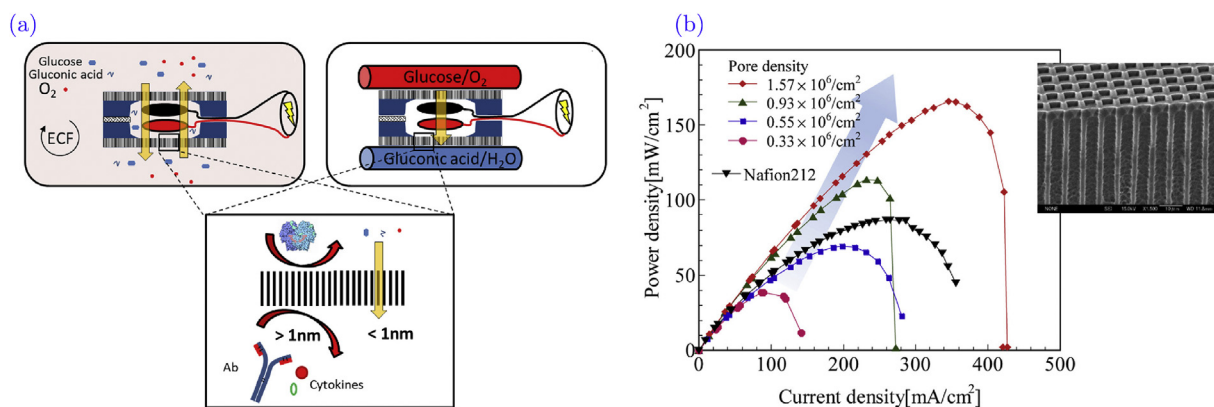 (a)
Glucose
Gluconic acid
O2
ECF
Glucose/O2
Gluconic acid/H2O
> 1nm
< 1nm
Ab
Cytokines
(b)
Power density[mW/cm2]
200
150
100
50
0
Pore density
1.57 × 10^6/cm2
0.93 × 10^6/cm2
0.55 × 10^6/cm2
0.33 × 10^6/cm2
Nafion212
0 100 200 300 400 500
Current density[mA/cm2]
NONE